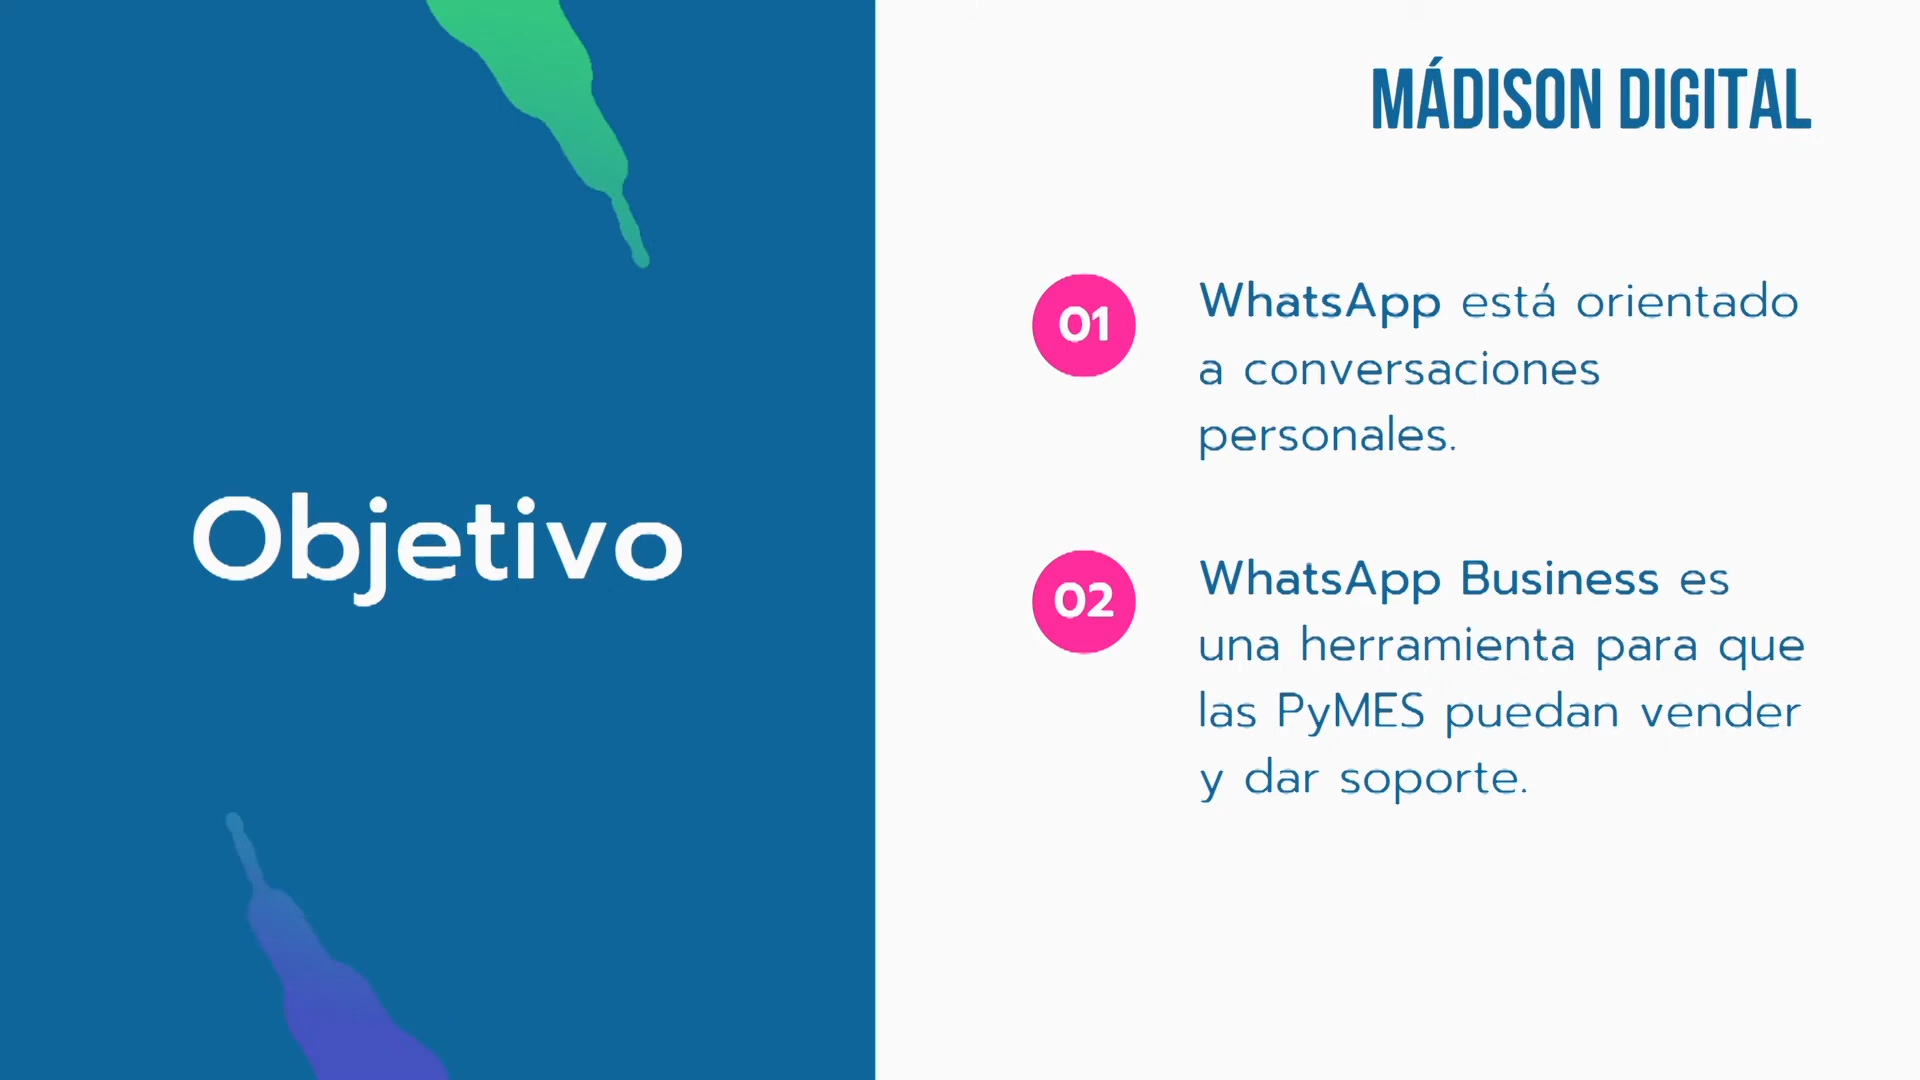 MÁDISON DIGITAL
Objetivo
01
WhatsApp está orientado
a conversaciones
personales.
02
WhatsApp Business es
una herramienta para que
las PyMES puedan vender
y dar soporte.